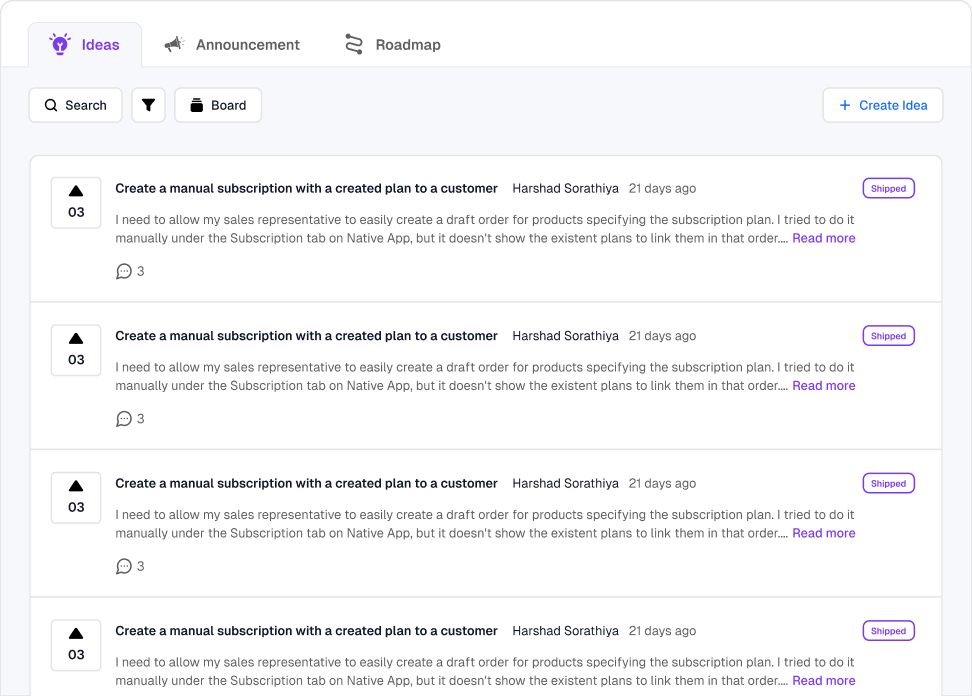 Ideas Announcement Roadmap
Search Board + Create Idea
Create a manual subscription with a created plan to a customer Harshad Sorathiya 21 days ago Shipped
03
I need to allow my sales representative to easily create a draft order for products specifying the subscription plan. I tried to do it
manually under the Subscription tab on Native App, but it doesn't show the existent plans to link them in that order.... Read more
3
Create a manual subscription with a created plan to a customer Harshad Sorathiya 21 days ago Shipped
03
I need to allow my sales representative to easily create a draft order for products specifying the subscription plan. I tried to do it
manually under the Subscription tab on Native App, but it doesn't show the existent plans to link them in that order.... Read more
3
Create a manual subscription with a created plan to a customer Harshad Sorathiya 21 days ago Shipped
03
I need to allow my sales representative to easily create a draft order for products specifying the subscription plan. I tried to do it
manually under the Subscription tab on Native App, but it doesn't show the existent plans to link them in that order.... Read more
3
Create a manual subscription with a created plan to a customer Harshad Sorathiya 21 days ago Shipped
03
I need to allow my sales representative to easily create a draft order for products specifying the subscription plan. I tried to do it
manually under the Subscription tab on Native App, but it doesn't show the existent plans to link them in that order.... Read more